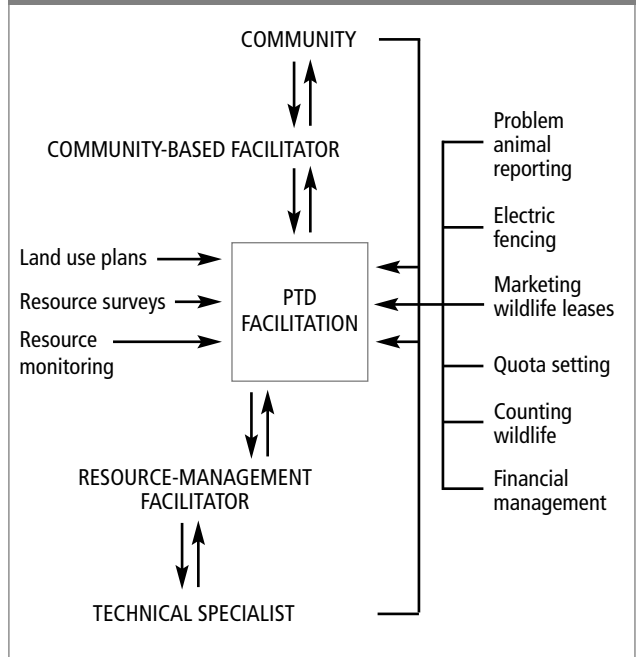 COMMUNITY
COMMUNITY-BASED FACILITATOR
Land use plans
Resource surveys
Resource
monitoring
PTD
FACILITATION
Problem
animal
reporting
Electric
fencing
Marketing
wildlife leases
Quota setting
Counting
wildlife
Financial
management
RESOURCE-MANAGEMENT
FACILITATOR
TECHNICAL SPECIALIST